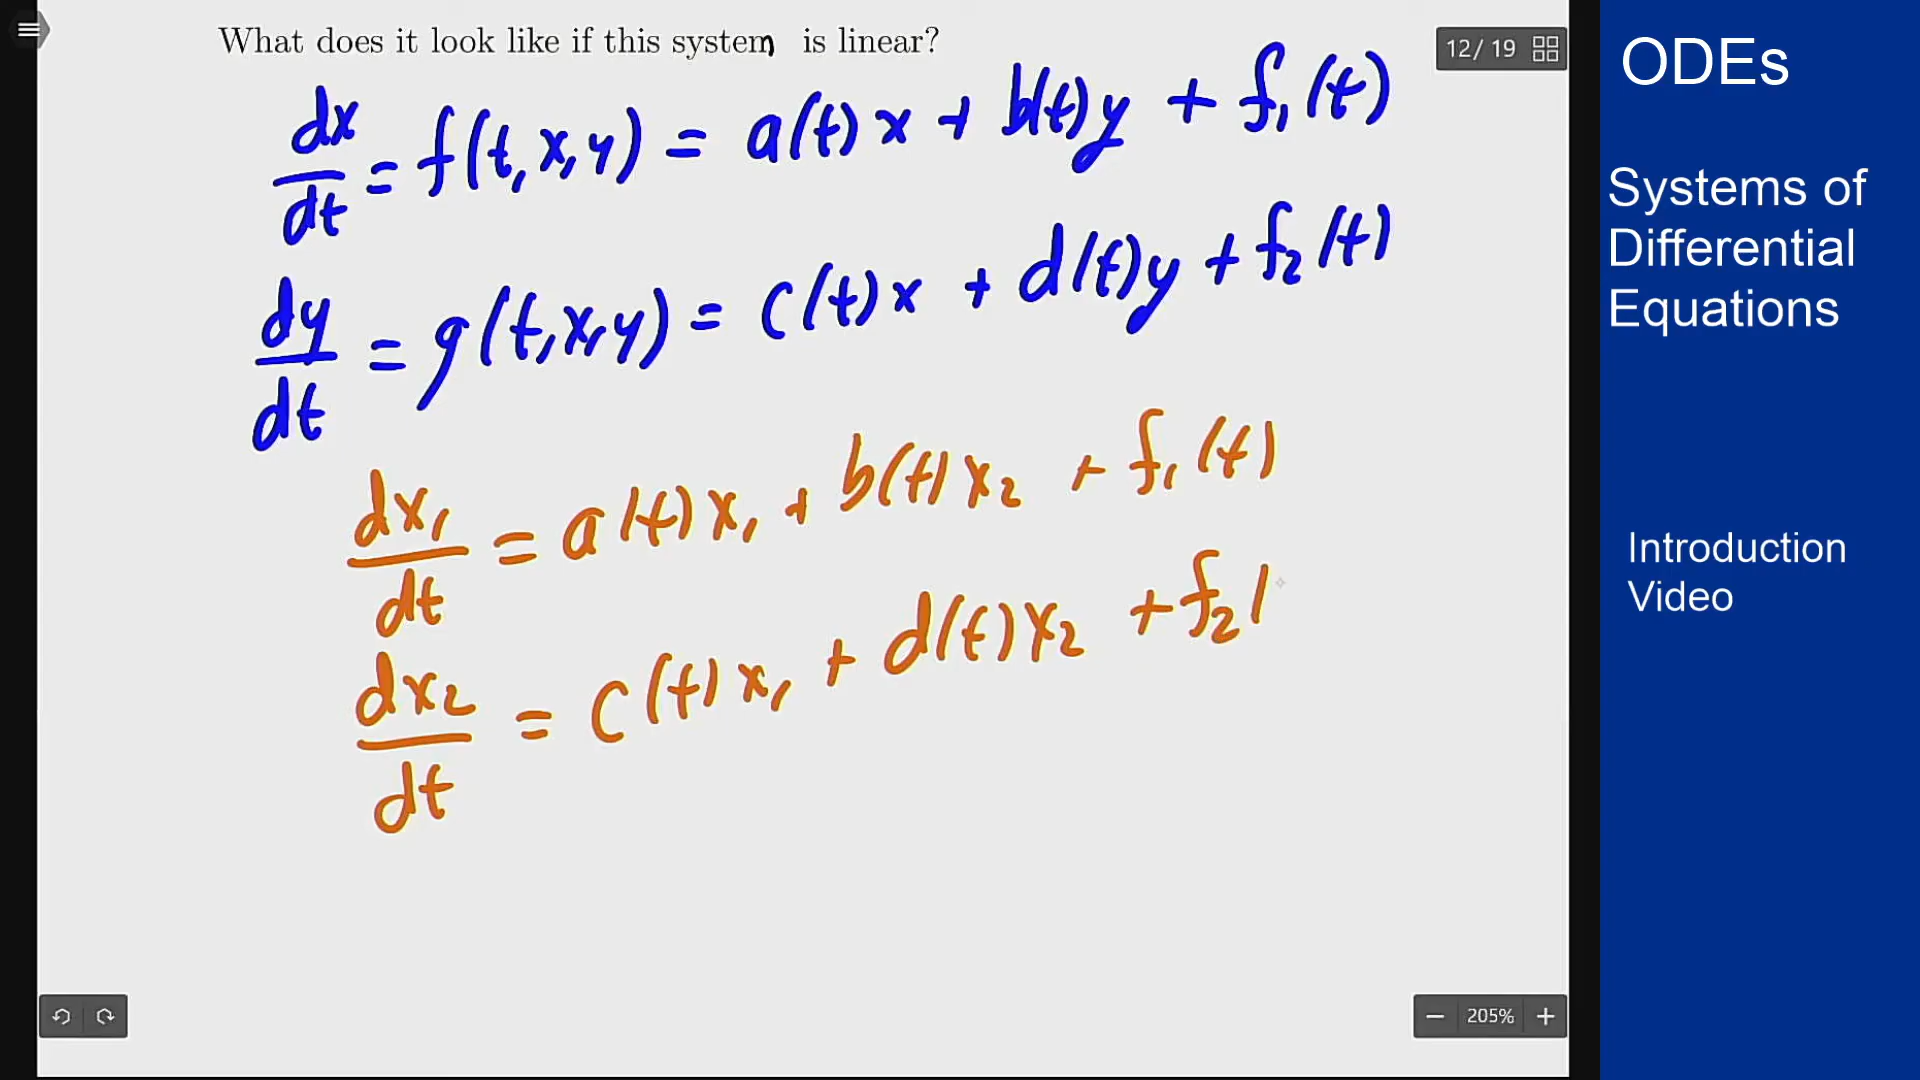 What does it look like if this system is linear?
12 / 19
dx/dt = f(t, x, y) = a(t)x + b(t)y + f₁(t)
dy/dt = g(t, x, y) = c(t)x + d(t)y + f₂(t)
dx₁/dt = a(t)x₁ + b(t)x₂ + f₁(t)
dx₂/dt = c(t)x₁ + d(t)x₂ + f₂(
205%
ODEs
Systems of
Differential
Equations
Introduction
Video